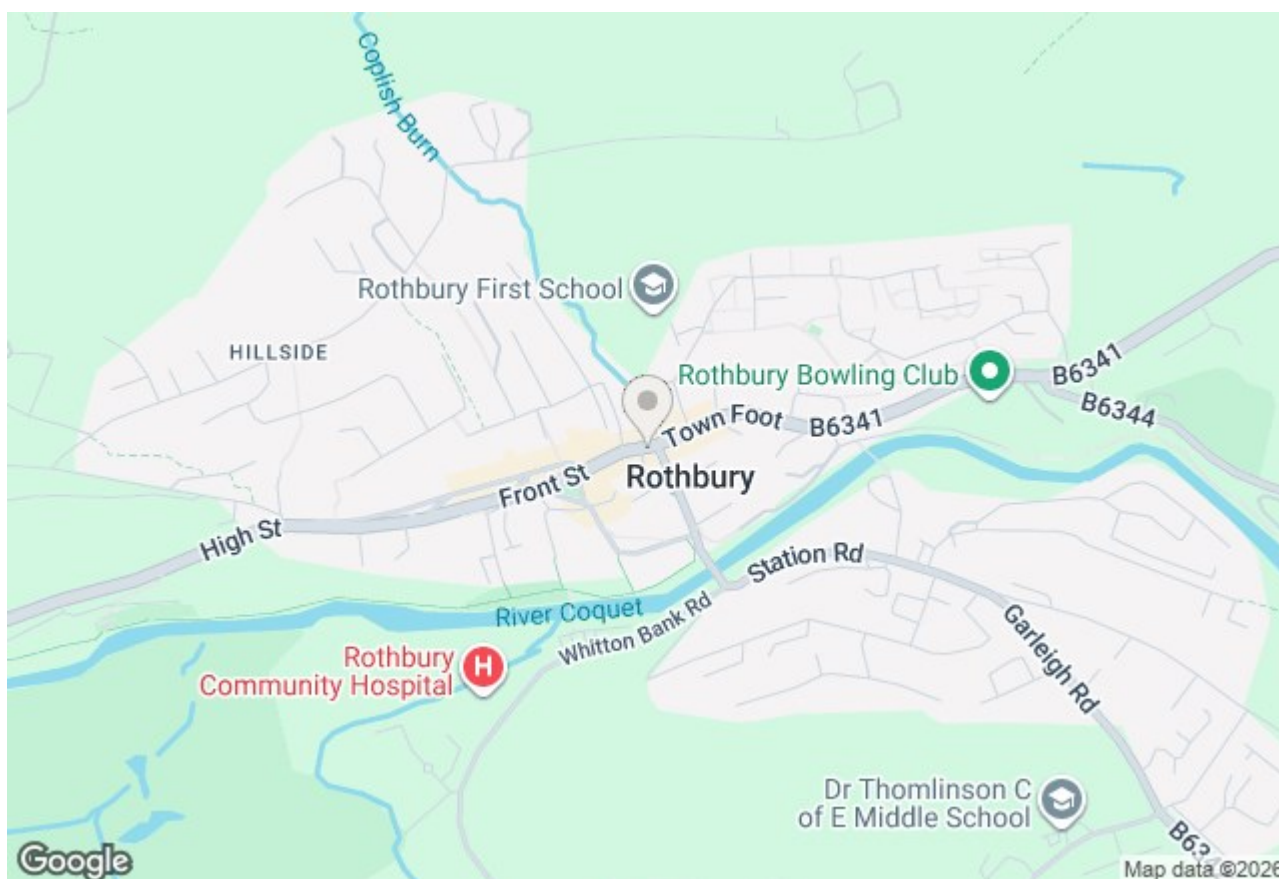 Coplish Burn
Rothbury First School
HILLSIDE
Rothbury Bowling Club
B6341
B6344
Town Foot
B6341
Rothbury
Front St
High St
Station Rd
River Coquet
Whitton Bank Rd
Garleigh Rd
Rothbury
Community Hospital
H
Dr Thomlinson C
of E Middle School
Google
Map data ©2026